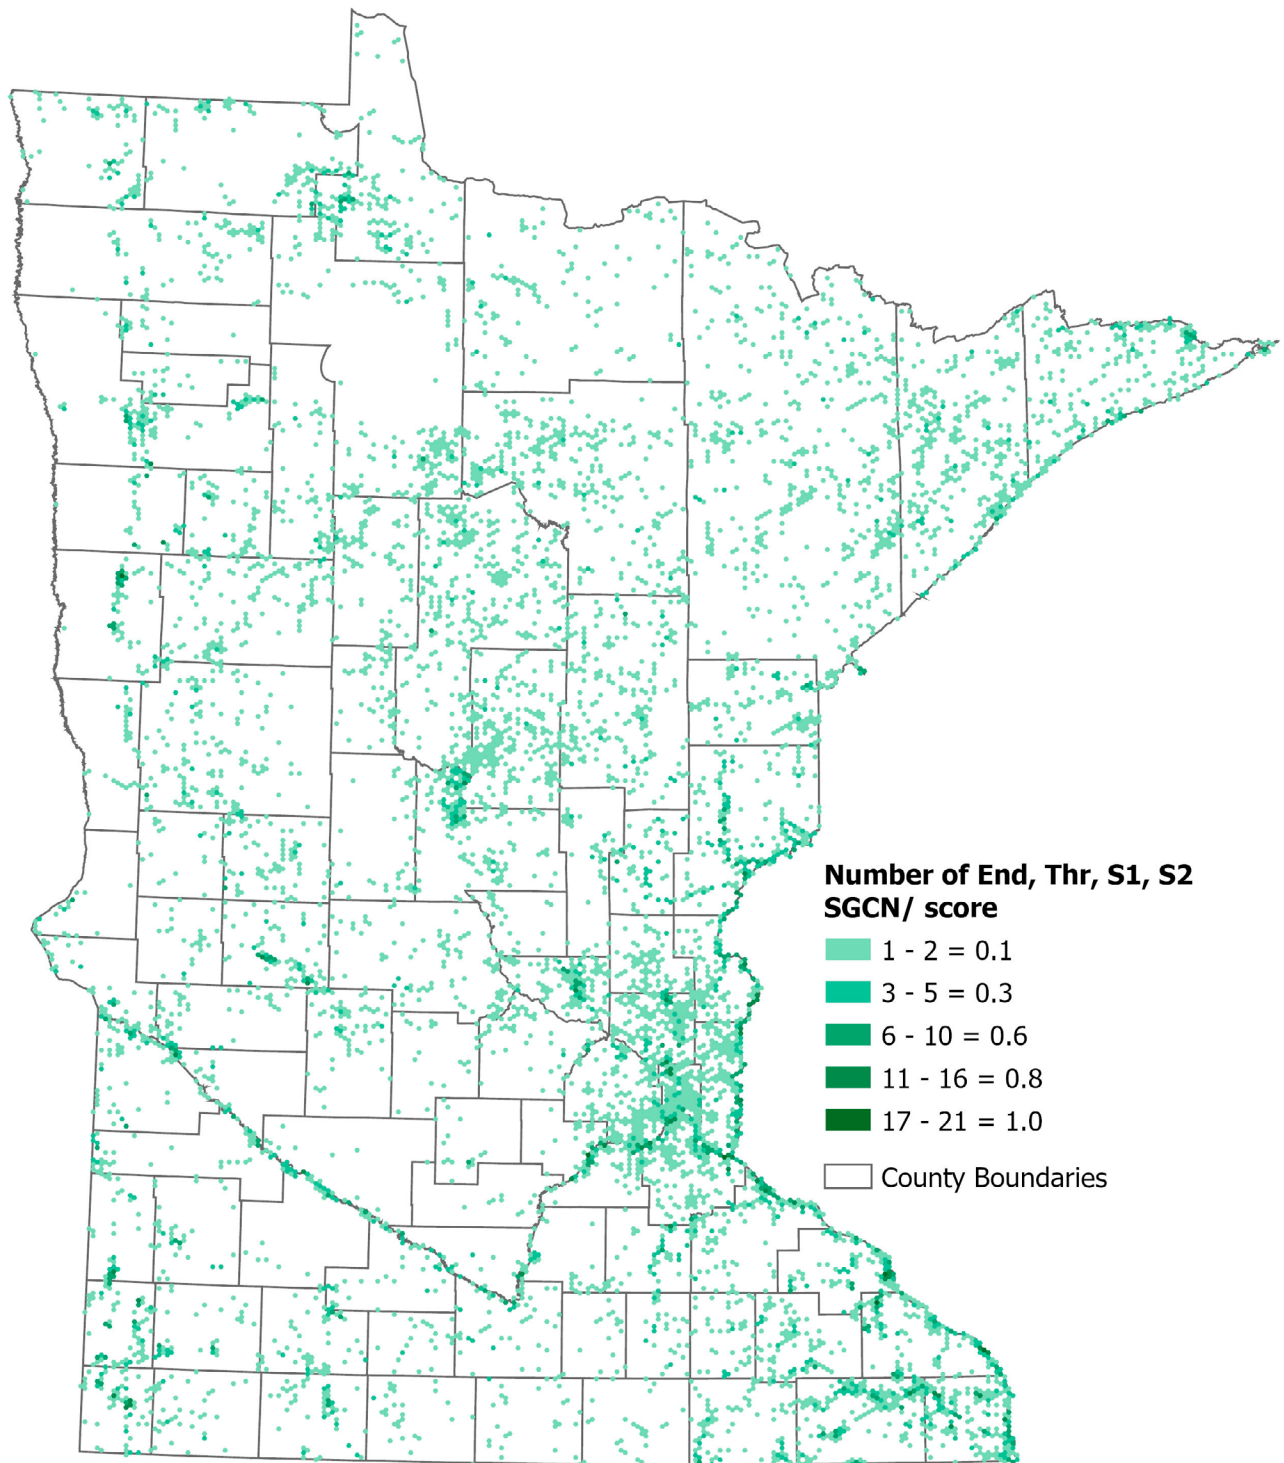 Number of End, Thr, S1, S2
SGCN/ score
1 - 2 = 0.1
3 - 5 = 0.3
6 - 10 = 0.6
11 - 16 = 0.8
17 - 21 = 1.0
County Boundaries